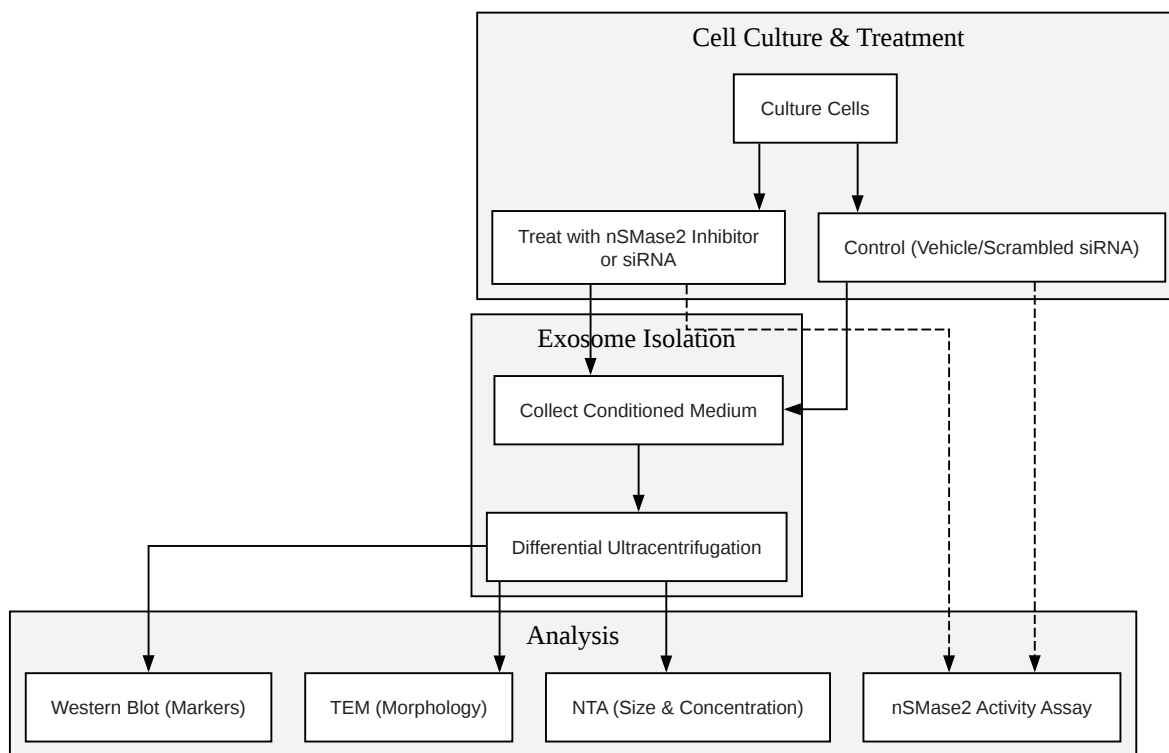 Cell Culture & Treatment
Culture Cells
Treat with nSMase2 Inhibitor
or siRNA
Control (Vehicle/Scrambled siRNA)
Exosome Isolation
Collect Conditioned Medium
Differential Ultracentrifugation
Analysis
Western Blot (Markers)
TEM (Morphology)
NTA (Size & Concentration)
nSMase2 Activity Assay